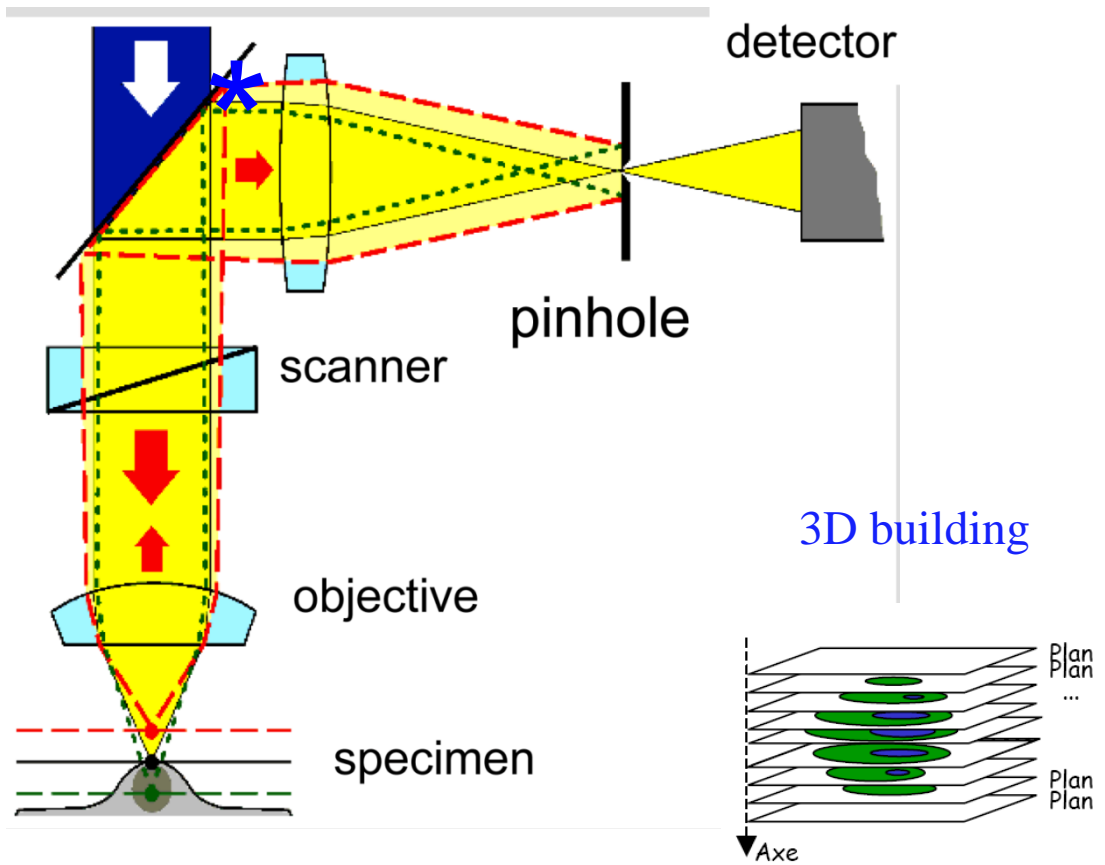 detector
*
pinhole
scanner
objective
specimen
3D building
Plan
Plan
...
Plan
Plan
Axe